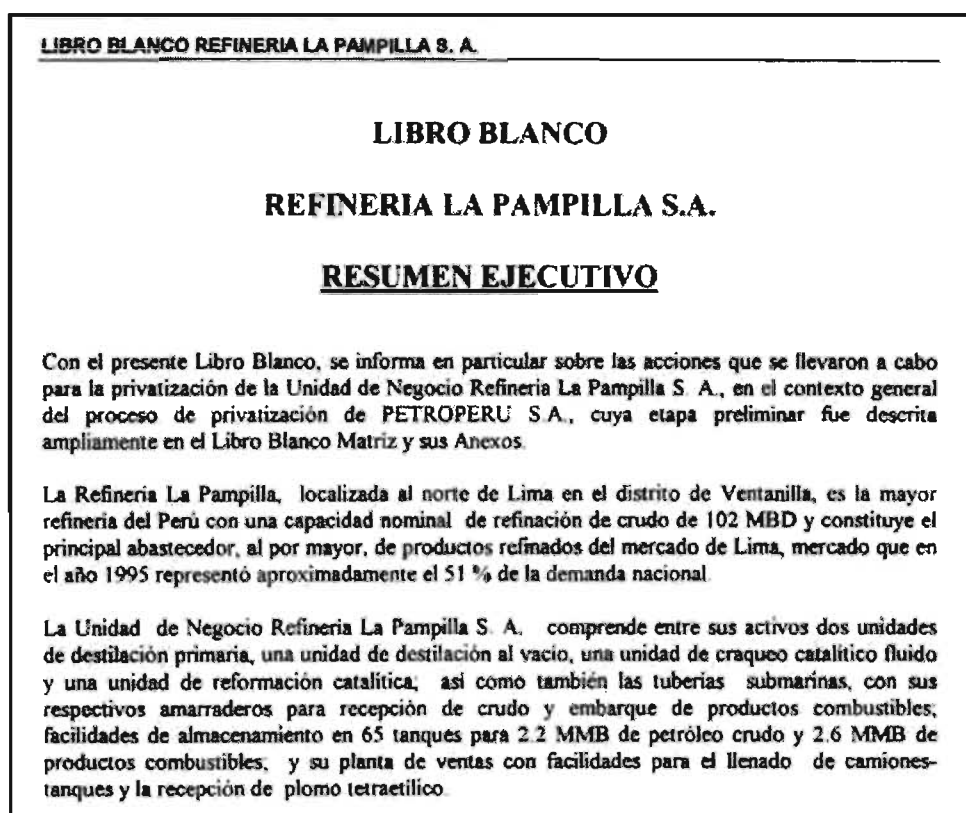 LIBRO BLANCO REFINERIA LA PAMPILLA S. A.
LIBRO BLANCO
REFINERIA LA PAMPILLA S.A.
RESUMEN EJECUTIVO
Con el presente Libro Blanco, se informa en particular sobre las acciones que se llevaron a cabo
para la privatización de la Unidad de Negocio Refinería La Pampilla S. A., en el contexto general
del proceso de privatización de PETROPERU S.A., cuya etapa preliminar fue descrita
ampliamente en el Libro Blanco Matriz y sus Anexos.
La Refinería La Pampilla, localizada al norte de Lima en el distrito de Ventanilla, es la mayor
refinería del Perú con una capacidad nominal de refinación de crudo de 102 MBD y constituye el
principal abastecedor, al por mayor, de productos refinados del mercado de Lima, mercado que en
el año 1995 representó aproximadamente el 51 % de la demanda nacional.
La Unidad de Negocio Refinería La Pampilla S. A. comprende entre sus activos dos unidades
de destilación primaria, una unidad de destilación al vacío, una unidad de craqueo catalítico fluido
y una unidad de reformación catalítica; así como también las tuberías submarinas, con sus
respectivos amarraderos para recepción de crudo y embarque de productos combustibles;
facilidades de almacenamiento en 65 tanques para 2.2 MMB de petróleo crudo y 2.6 MMB de
productos combustibles; y su planta de ventas con facilidades para el llenado de camiones-
tanques y la recepción de plomo tetraetílico.